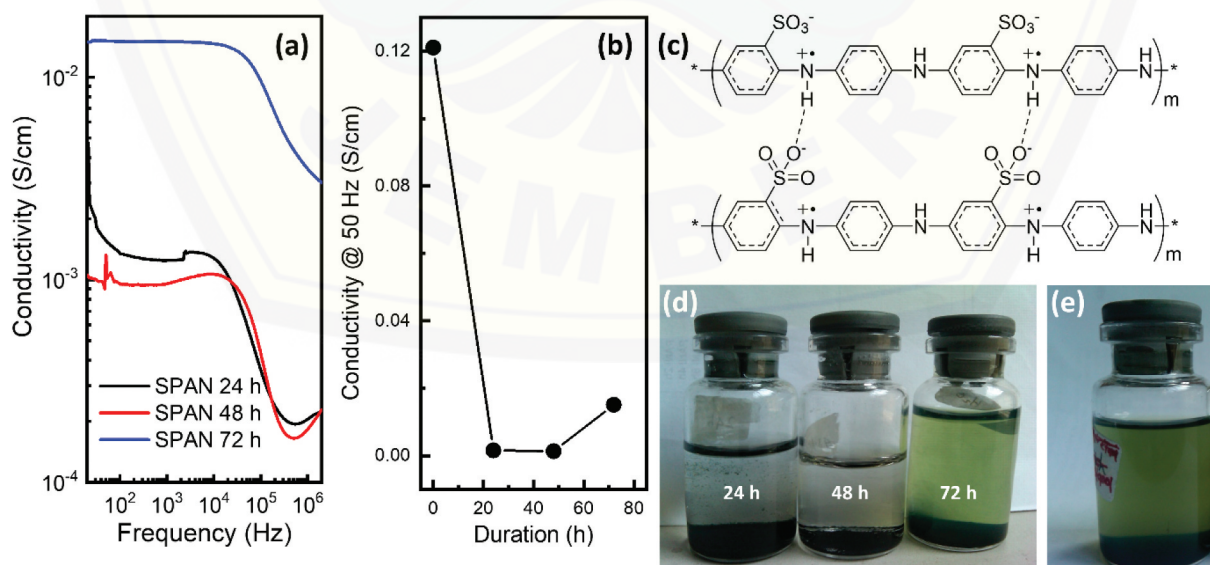 (a)
Conductivity (S/cm)
10⁻²
10⁻³
10⁻⁴
SPAN 24 h
SPAN 48 h
SPAN 72 h
10² 10³ 10⁴ 10⁵ 10⁶
Frequency (Hz)
(b)
Conductivity @ 50 Hz (S/cm)
0.12
0.08
0.04
0.00
0 20 40 60 80
Duration (h)
(c)
SO₃⁻ SO₃⁻
* +• N H H N +• N H H N * m
O O⁻ S O O O⁻ S O
* +• N H H N +• N H H N * m
(d)
24 h
48 h
72 h
(e)
JEMBER